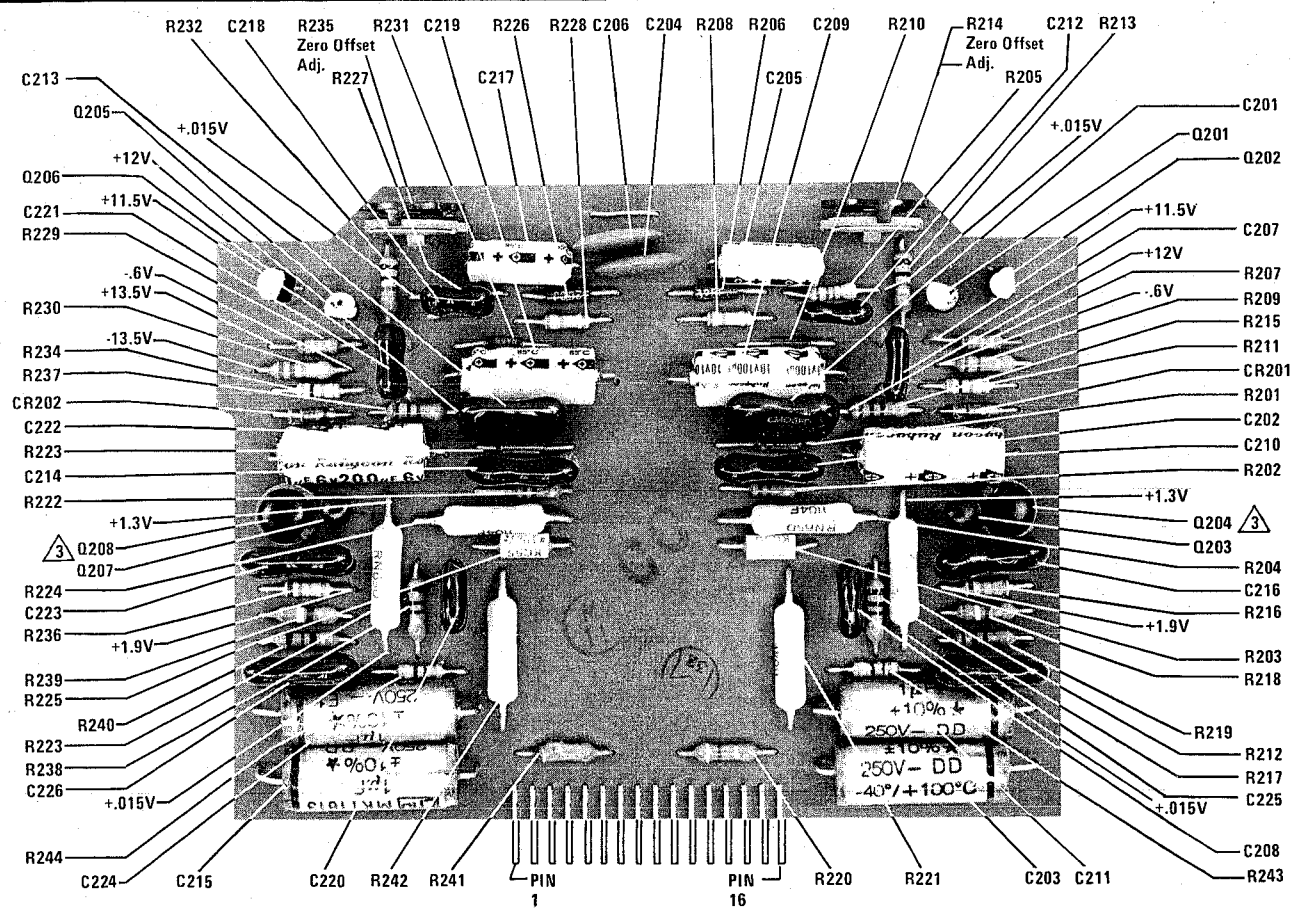 R232 C218 R235 R231 C219 R226 R228 C206 C204 R208 R206 C209 R210 R214 C212 R213
Zero Offset Zero Offset
Adj. Adj.
R227 C217 C205 R205
C213
Q205
+.015V
+12V
Q206
+11.5V
C221
R229
-.6V
+13.5V
R230
-13.5V
R234
R237
CR202
C222
R223
C214
R222
+1.3V
3 Q208
Q207
R224
C223
R236
+1.9V
R239
R225
R240
R223
R238
C226
+.015V
R244
C224
C215
C220
R242
R241
PIN
1
PIN
16
R220
R221
C203
C211
C201
+.015V
Q201
Q202
+11.5V
C207
+12V
R207
-.6V
R209
R215
R211
CR201
R201
C202
C210
R202
+1.3V
Q204 3
Q203
R204
C216
R216
+1.9V
R203
R218
R219
R212
R217
C225
+.015V
C208
R243
250V-
±10% ★
1µF
+10% ★
250V- DD
±10% ★
250V- DD
-40°/+100°C